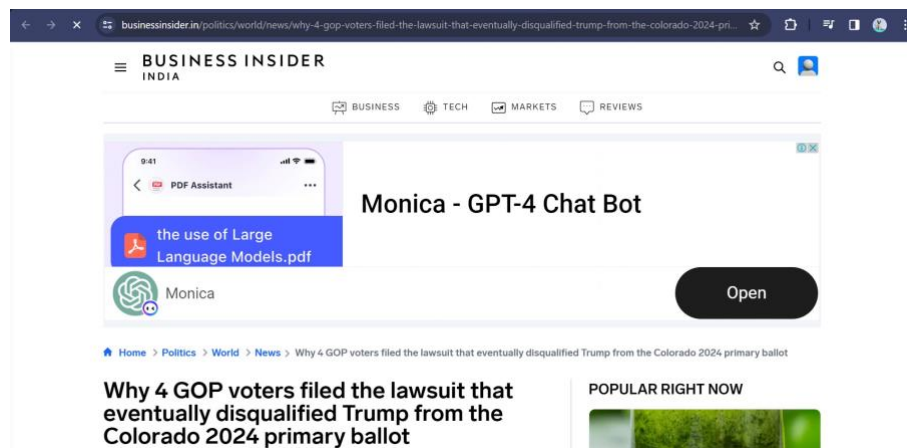 businessinsider.in/politics/world/news/why-4-gop-voters-filed-the-lawsuit-that-eventually-disqualified-trump-from-the-colorado-2024-pri...
BUSINESS INSIDER
INDIA
BUSINESS TECH MARKETS REVIEWS
9:41
PDF Assistant
the use of Large
Language Models.pdf
Monica - GPT-4 Chat Bot
Monica
Open
Home > Politics > World > News > Why 4 GOP voters filed the lawsuit that eventually disqualified Trump from the Colorado 2024 primary ballot
Why 4 GOP voters filed the lawsuit that
eventually disqualified Trump from the
Colorado 2024 primary ballot
POPULAR RIGHT NOW